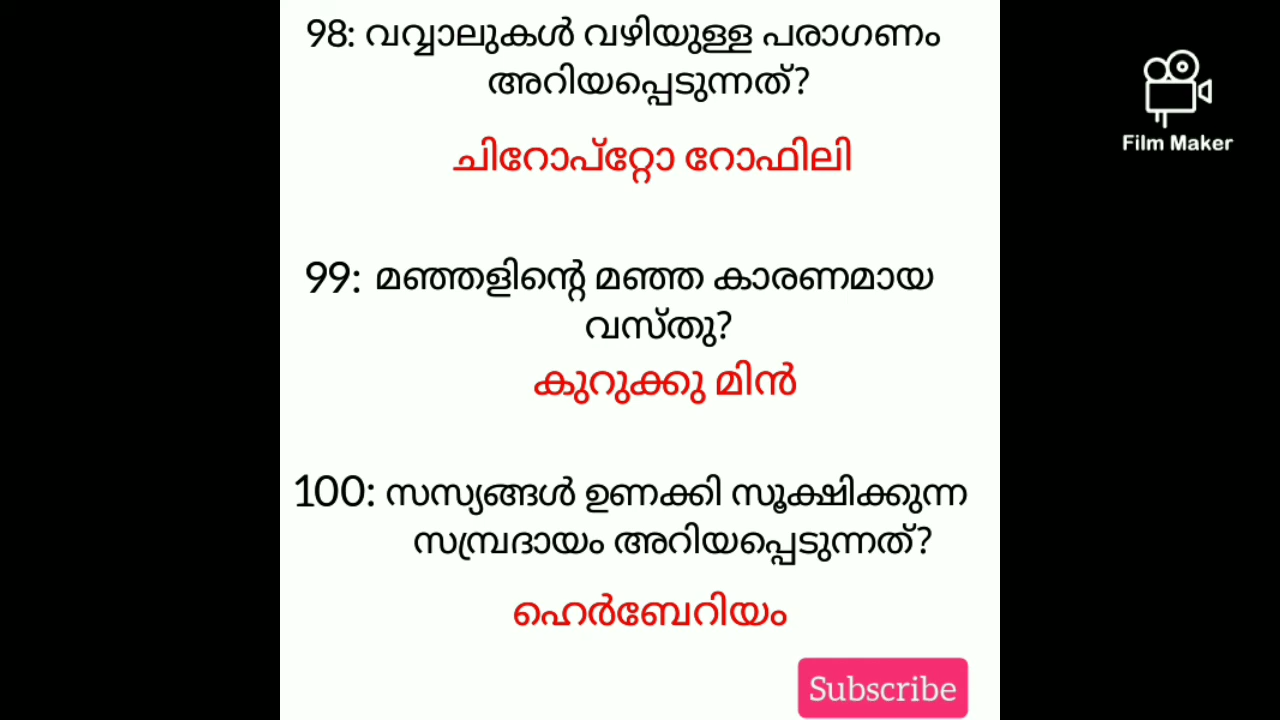 98: വവ്വാലുകൾ വഴിയുള്ള പരാഗണം
അറിയപ്പെടുന്നത്?
ചിറോപ്റ്റോ റോഫിലി
99: മഞ്ഞളിന്റെ മഞ്ഞ കാരണമായ
വസ്തു?
കുറുക്കു മിൻ
100: സസ്യങ്ങൾ ഉണക്കി സൂക്ഷിക്കുന്ന
സമ്പ്രദായം അറിയപ്പെടുന്നത്?
ഹെർബേറിയം
Subscribe
Film Maker